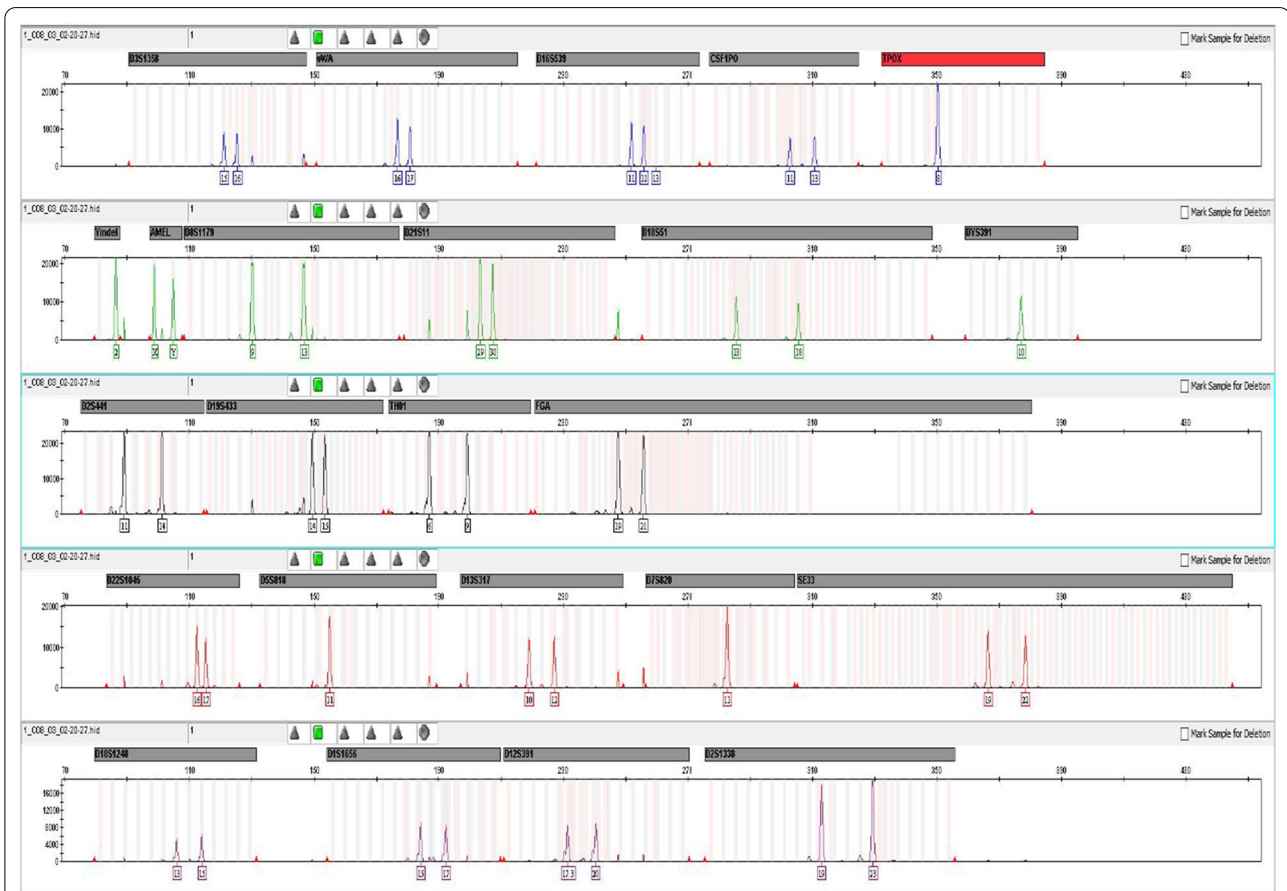 1_C08_03_02-20-27.hid 1 Mark Sample for Deletion
D3S1358 vWA D16S539 CSF1PO TPOX
70 110 150 190 230 271 310 350 390 430
20000
10000
0
15 16 16 17 11 12 13 11 13 8
1_C08_03_02-20-27.hid 1 Mark Sample for Deletion
Yindel AMEL D8S1179 D21S11 D18S51 DYS391
70 110 150 190 230 271 310 350 390 430
20000
10000
0
2 X Y 9 13 29 30 13 18 10
1_C08_03_02-20-27.hid 1 Mark Sample for Deletion
D2S441 D19S433 TH01 FGA
70 110 150 190 230 271 310 350 390 430
20000
10000
0
11 14 14 15 6 9 19 21
1_C08_03_02-20-27.hid 1 Mark Sample for Deletion
D22S1045 D5S818 D13S317 D7S820 SE33
70 110 150 190 230 271 310 350 390 430
20000
10000
0
16 17 11 10 12 11 19 22
1_C08_03_02-20-27.hid 1 Mark Sample for Deletion
D10S1248 D1S1656 D12S391 D2S1338
70 110 150 190 230 271 310 350 390 430
16000
12000
8000
4000
0
13 15 15 17 17.3 20 19 23